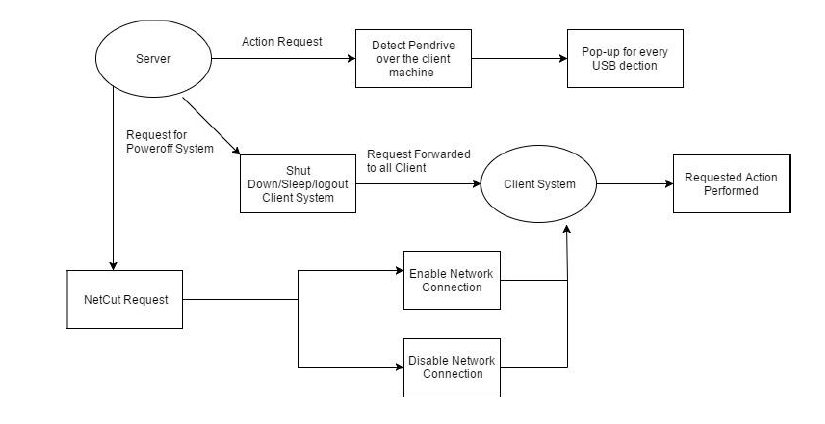 Server
Action Request
Detect Pendrive
over the client
machine
Pop-up for every
USB dection
Request for
Poweroff System
Shut
Down/Sleep/logout
Client System
Request Forwarded
to all Client
Client System
Requested Action
Performed
NetCut Request
Enable Network
Connection
Disable Network
Connection